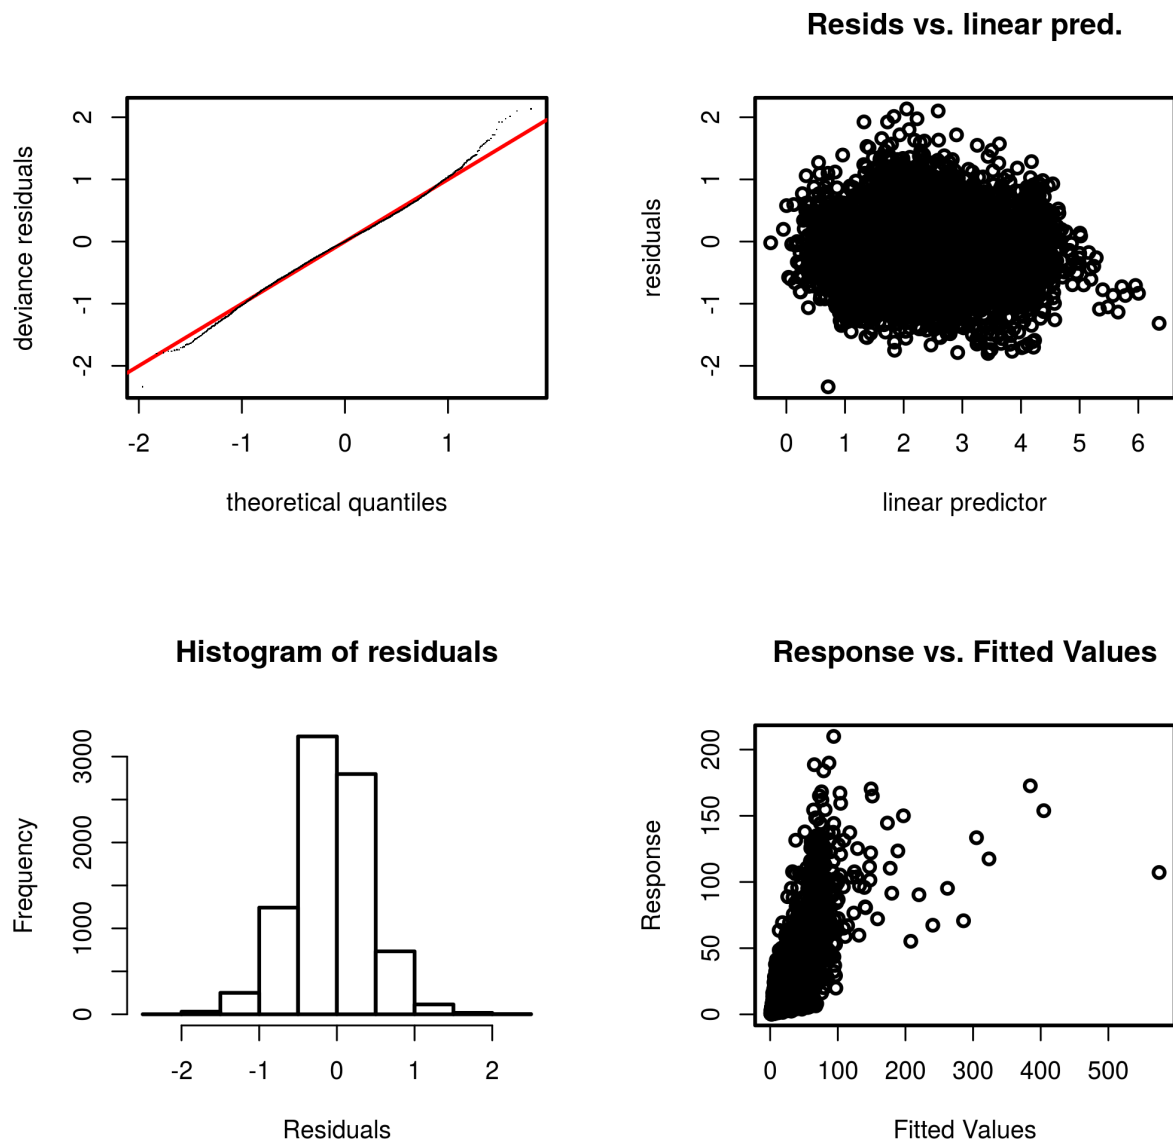 deviance residuals
2
1
0
-1
-2
-2 -1 0 1
theoretical quantiles
Resids vs. linear pred.
residuals
2
1
0
-1
-2
0 1 2 3 4 5 6
linear predictor
Histogram of residuals
Frequency
3000
2000
1000
0
-2 -1 0 1 2
Residuals
Response vs. Fitted Values
Response
200
150
100
50
0
0 100 200 300 400 500
Fitted Values